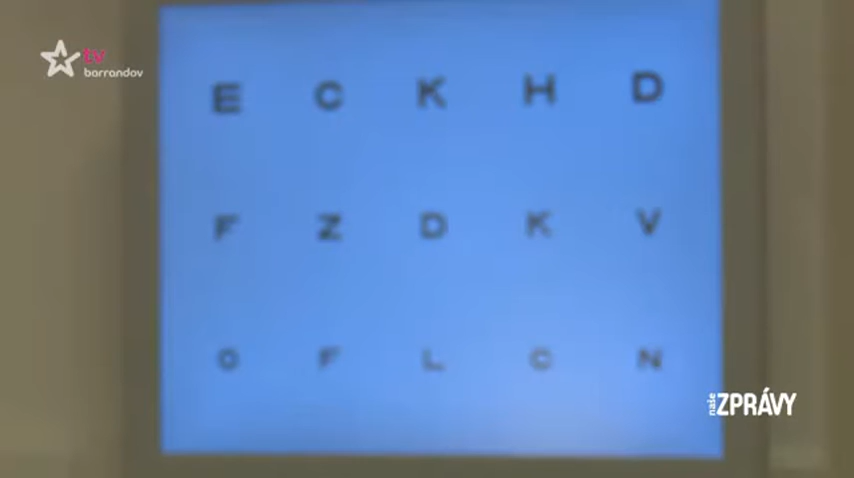 tv
barrandov
E C K H D
F Z D K V
O F L C N
naše ZPRÁVY